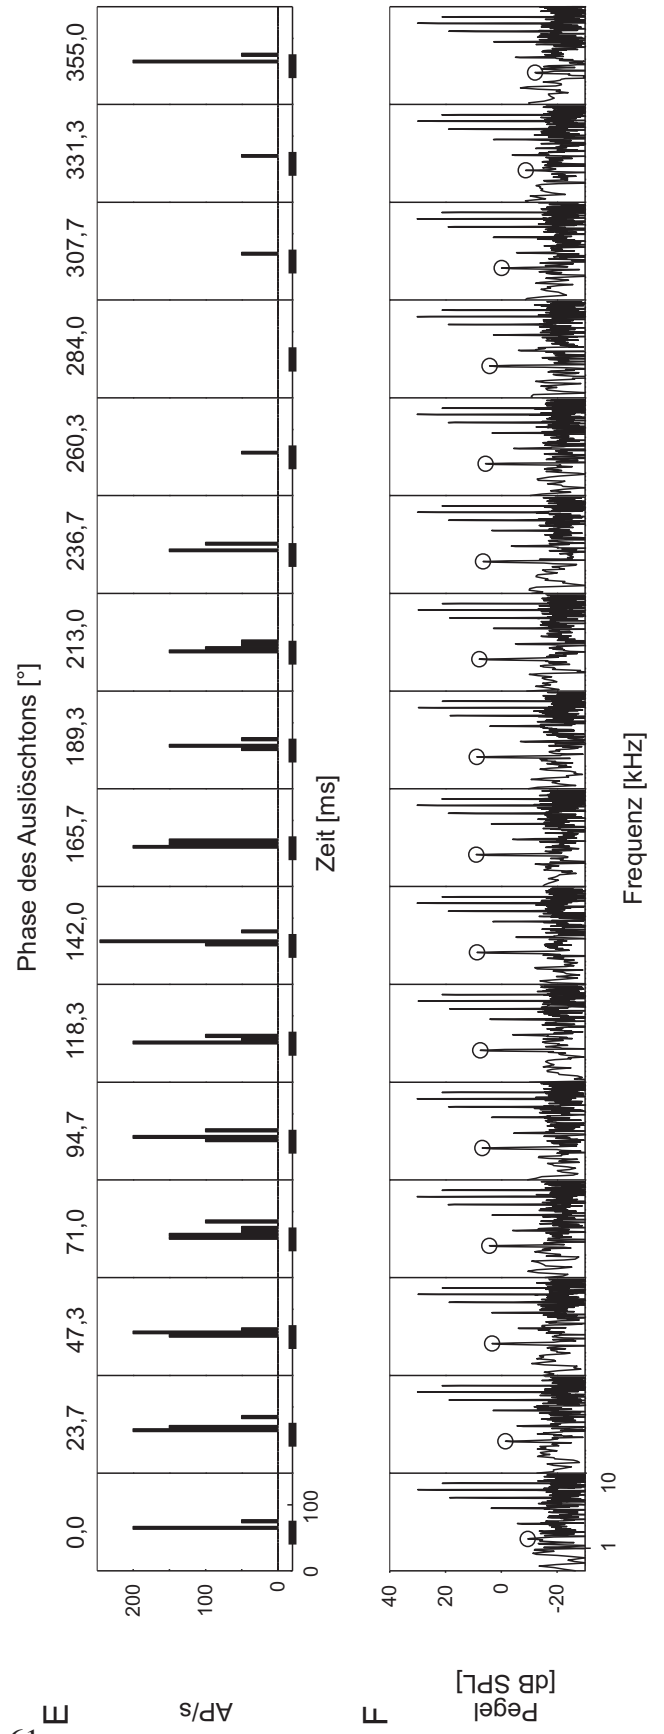 Phase des Auslöschtons [°]
0,0 23,7 47,3 71,0 94,7 118,3 142,0 165,7 189,3 213,0 236,7 260,3 284,0 307,7 331,3 355,0
E
AP/s
200
100
0
0 100
Zeit [ms]
F
Pegel
[dB SPL]
40
20
0
-20
1 10
Frequenz [kHz]